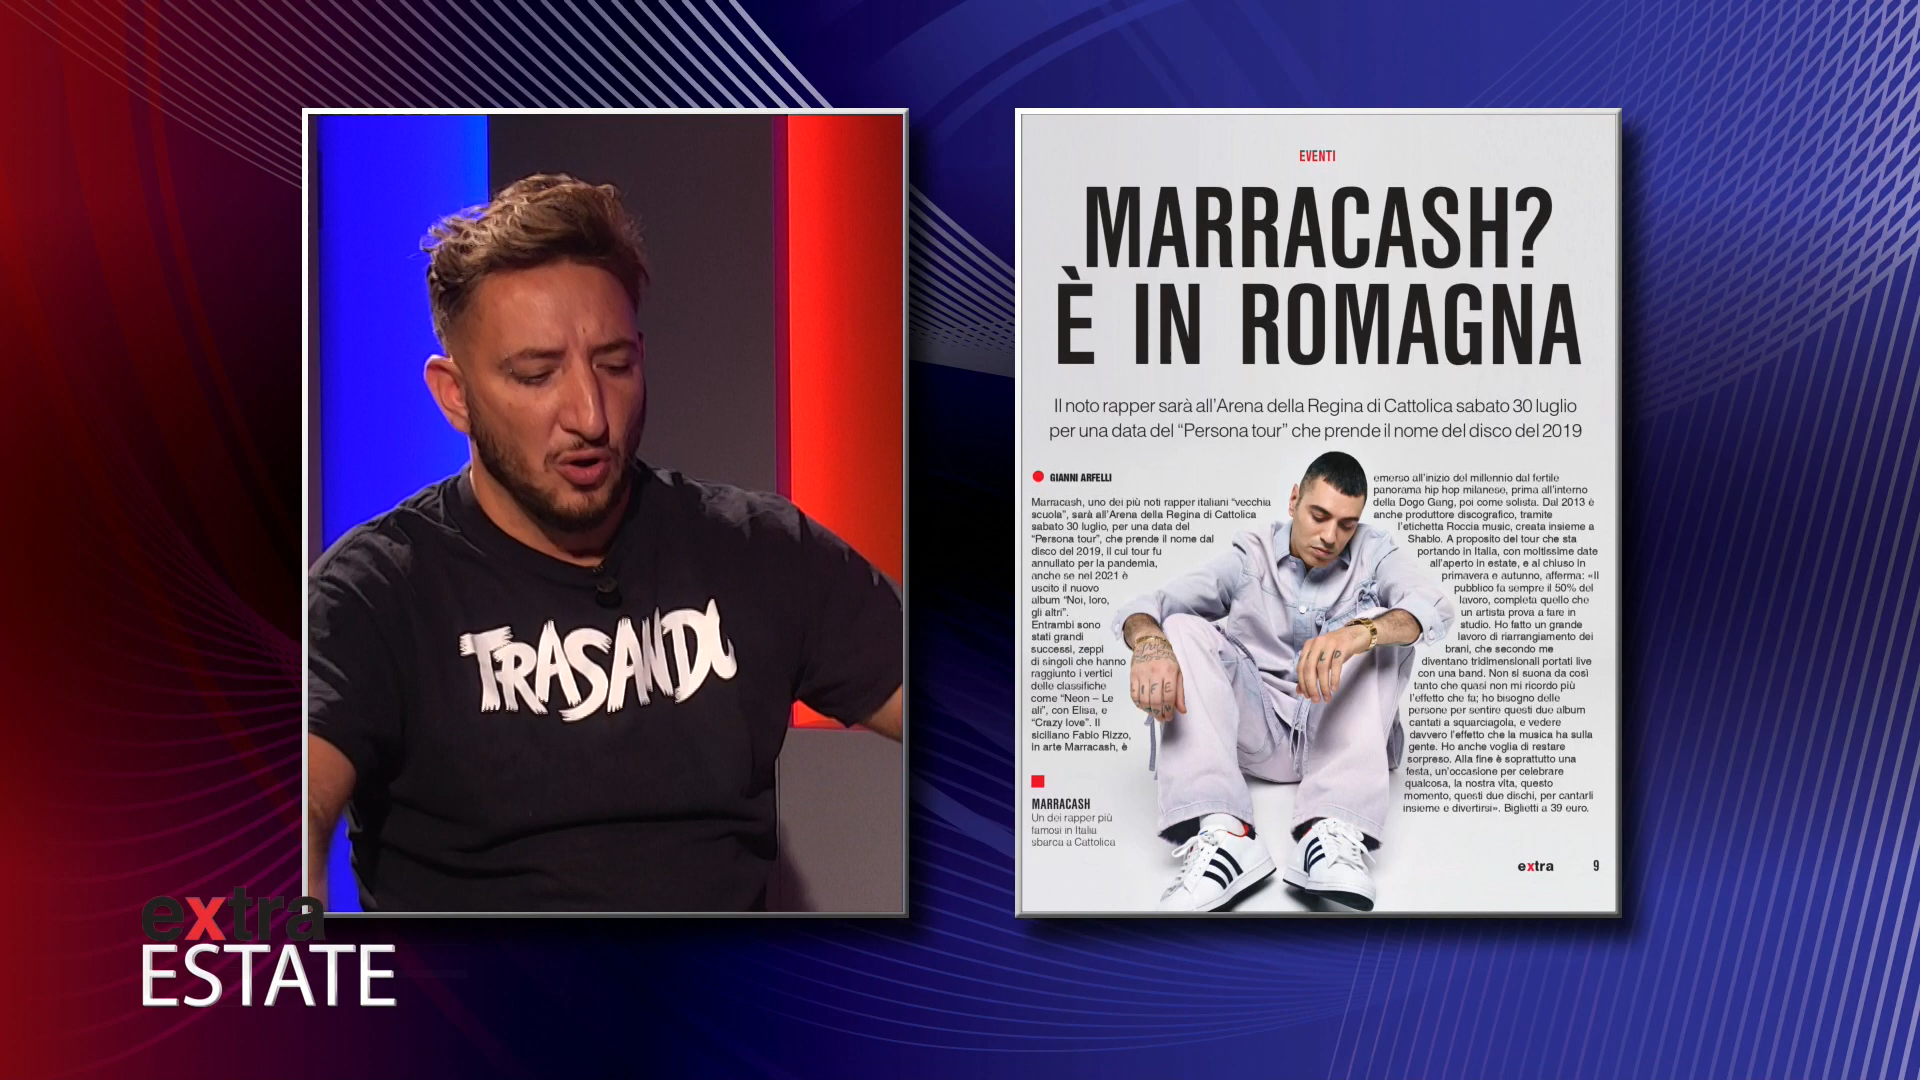 TRASANDU
EVENTI
MARRACASH?
È IN ROMAGNA
Il noto rapper sarà all'Arena della Regina di Cattolica sabato 30 luglio
per una data del “Persona tour” che prende il nome del disco del 2019
GIANNI ARFELLI
Marracash, uno dei più noti rapper italiani “vecchia
scuola”, sarà all'Arena della Regina di Cattolica
sabato 30 luglio, per una data del
“Persona tour”, che prende il nome dal
disco del 2019, il cui tour fu
annullato per la pandemia,
anche se nel 2021 è
uscito il nuovo
album “Noi, loro,
gli altri”.
Entrambi sono
stati grandi
successi, zeppi
di singoli che hanno
raggiunto i vertici
delle classifiche
come “Neon – Le
ali”, con Elisa, e
“Crazy love”. Il
siciliano Fabio Rizzo,
in arte Marracash, è
emerso all'inizio del millennio dal fertile
panorama hip hop milanese, prima all'interno
della Dogo Gang, poi come solista. Dal 2013 è
anche produttore discografico, tramite
l'etichetta Roccia music, creata insieme a
Shablo. A proposito del tour che sta
portando in Italia, con moltissime date
all'aperto in estate, e al chiuso in
primavera e autunno, afferma: «Il
pubblico fa sempre il 50% del
lavoro, completa quello che
un artista prova a fare in
studio. Ho fatto un grande
lavoro di riarrangiamento dei
brani, che secondo me
diventano tridimensionali portati live
con una band. Non si suona da così
tanto che quasi non mi ricordo più
l'effetto che fa; ho bisogno delle
persone per sentire questi due album
cantati a squarciagola, e vedere
davvero l'effetto che la musica ha sulla
gente. Ho anche voglia di restare
sorpreso. Alla fine è soprattutto una
festa, un'occasione per celebrare
qualcosa, la nostra vita, questo
momento, questi due dischi, per cantarli
insieme e divertirsi». Biglietti a 39 euro.
LIFE
MARRACASH
Un dei rapper più
famosi in Italia
sbarca a Cattolica
extra 9
extra
ESTATE